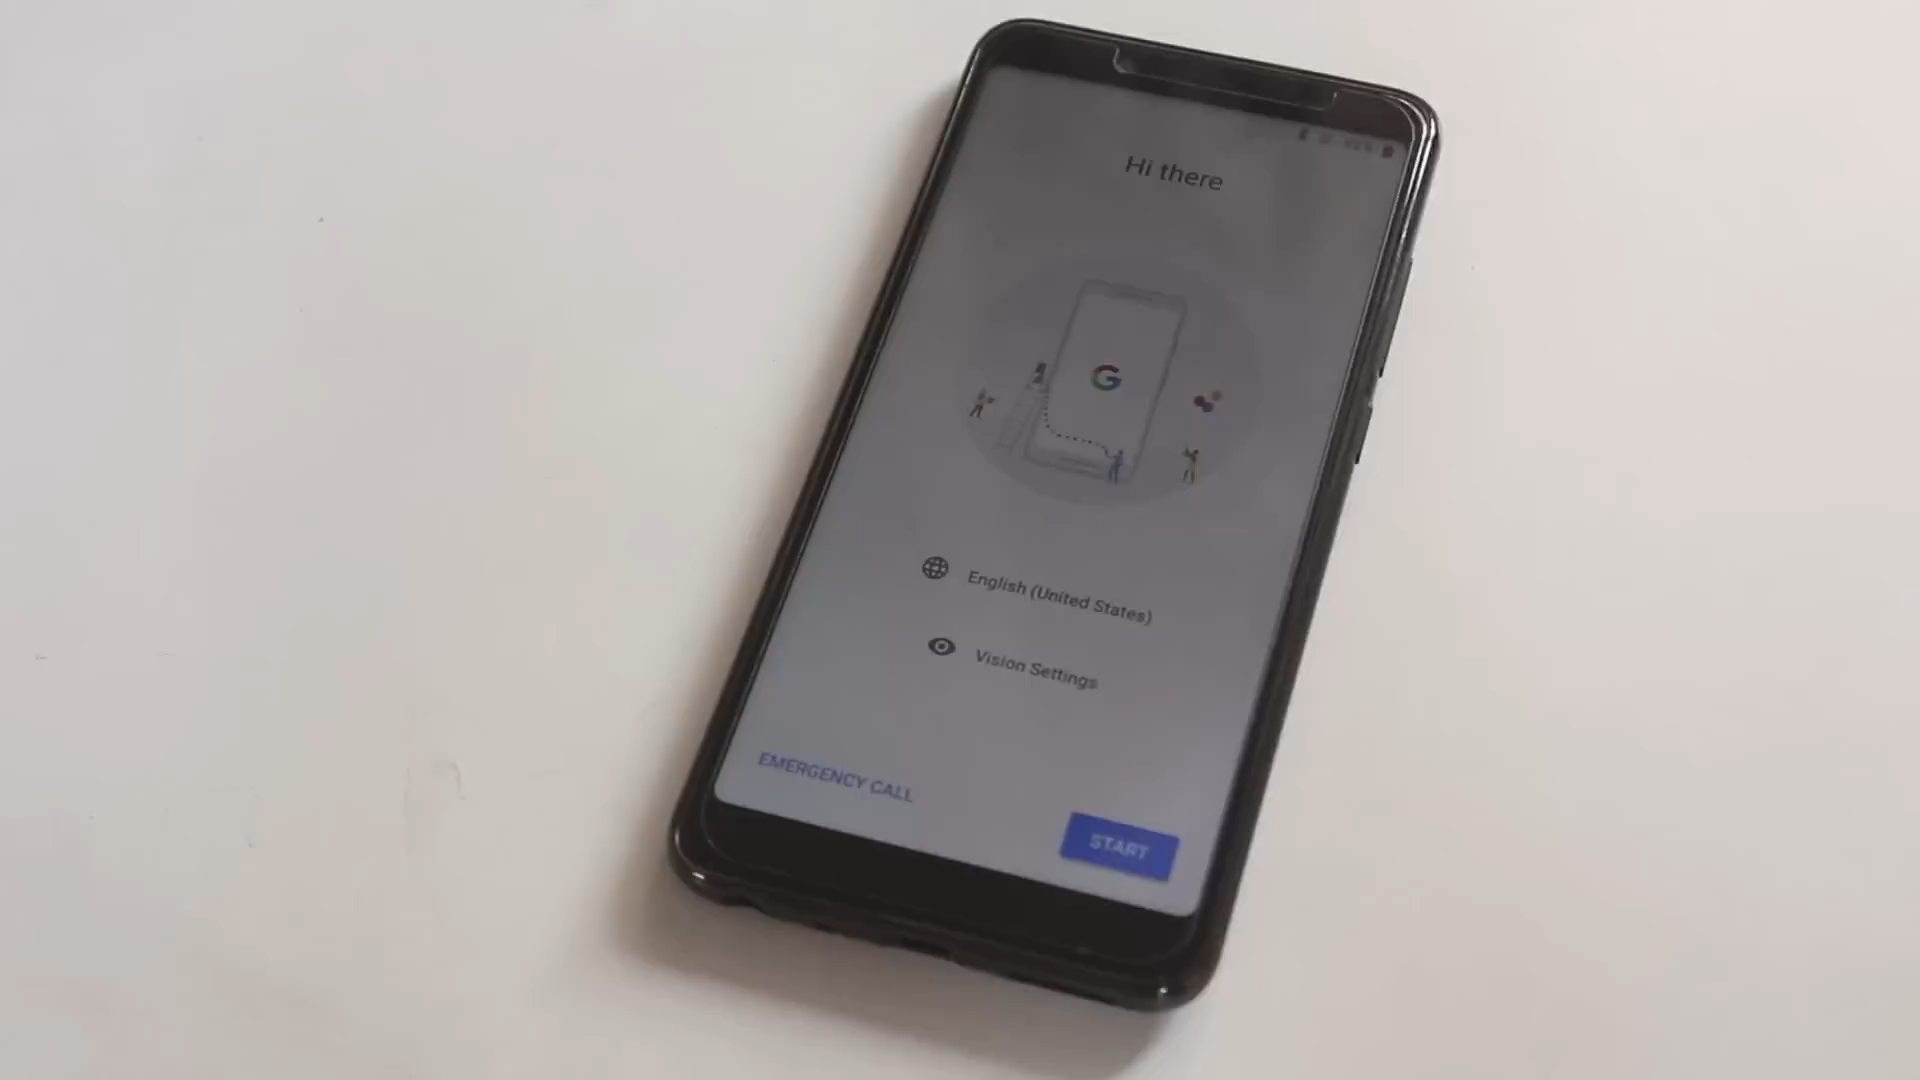 Hi there
G
English (United States)
Vision Settings
EMERGENCY CALL
START